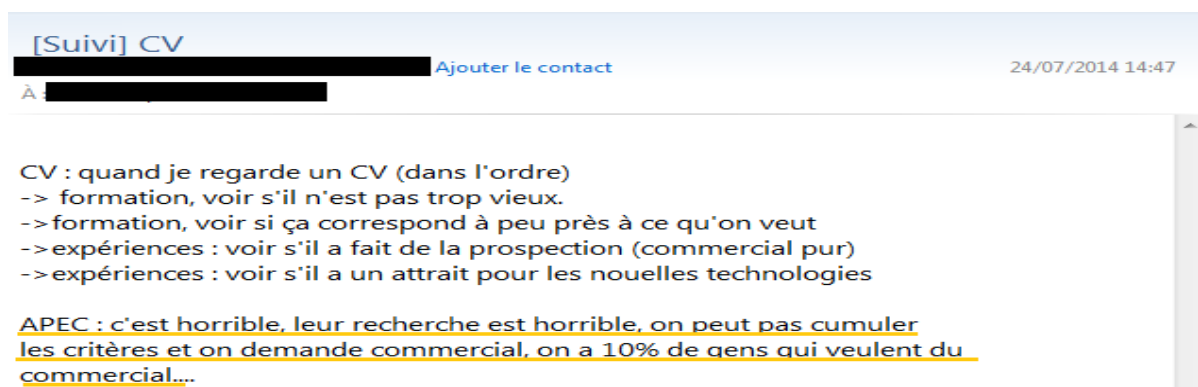 [Suivi] CV
Ajouter le contact 24/07/2014 14:47
À :
CV : quand je regarde un CV (dans l'ordre)
-> formation, voir s'il n'est pas trop vieux.
->formation, voir si ça correspond à peu près à ce qu'on veut
->expériences : voir s'il a fait de la prospection (commercial pur)
->expériences : voir s'il a un attrait pour les nouelles technologies
APEC : c'est horrible, leur recherche est horrible, on peut pas cumuler
les critères et on demande commercial, on a 10% de gens qui veulent du
commercial....